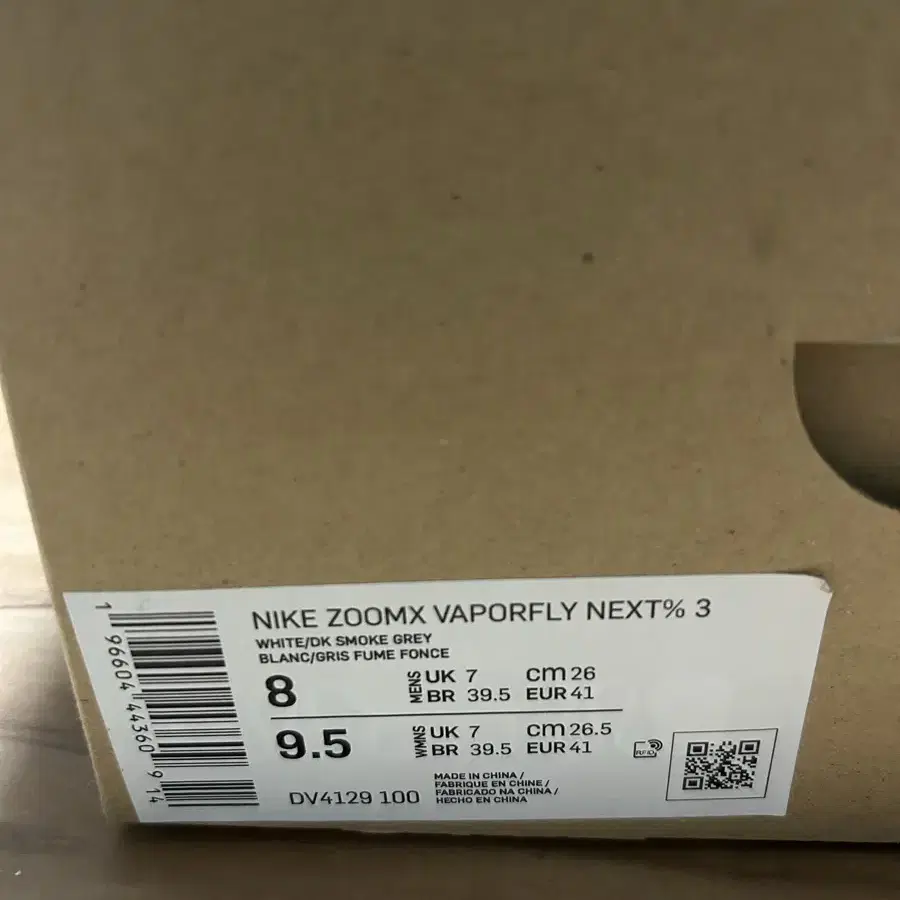 NIKE ZOOMX VAPORFLY NEXT% 3
WHITE/DK SMOKE GREY
BLANC/GRIS FUME FONCE
8 MENS UK 7 cm 26
BR 39.5 EUR 41
9.5 WMNS UK 7 cm 26.5
BR 39.5 EUR 41
RFID
DV4129 100
MADE IN CHINA /
FABRIQUE EN CHINE /
FABRICADO NA CHINA /
HECHO EN CHINA
1 96604 44360 9 14